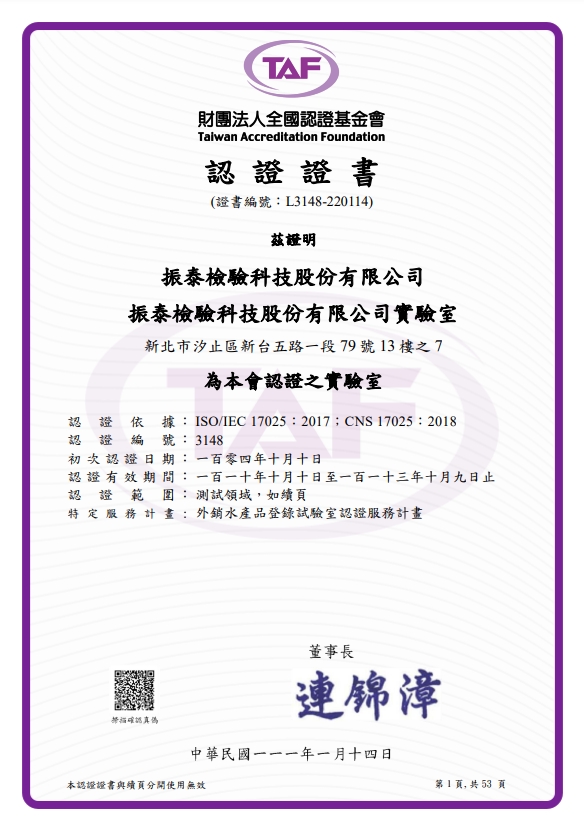 TAF
財團法人全國認證基金會
Taiwan Accreditation Foundation
認證證書
(證書編號：L3148-220114)
茲證明
振泰檢驗科技股份有限公司
振泰檢驗科技股份有限公司實驗室
新北市汐止區新台五路一段 79 號 13 樓之 7
為本會認證之實驗室
認證依據：ISO/IEC 17025：2017；CNS 17025：2018
認證編號：3148
初次認證日期：一百零四年十月十日
認證有效期間：一百一十年十月十日至一百一十三年十月九日止
認證範圍：測試領域，如續頁
特定服務計畫：外銷水產品登錄試驗室認證服務計畫
董事長
連錦漳
掃描確認真偽
中華民國一一一年一月十四日
本認證證書與續頁分開使用無效
第 1 頁, 共 53 頁